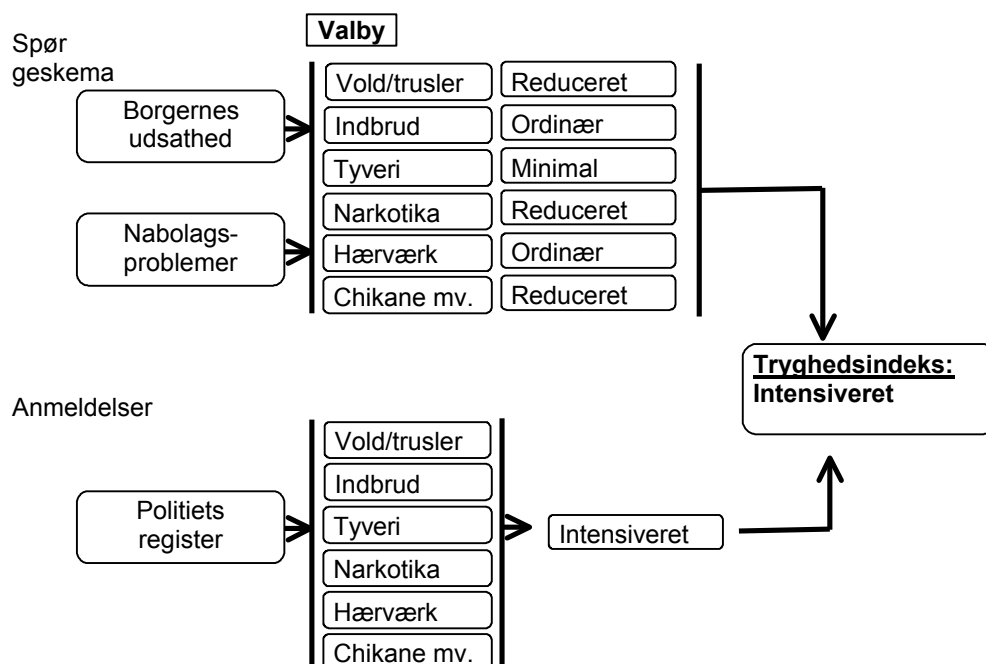 Valby
Spør
geskema
Borgernes
udsathed
Nabolags-
problemer
Vold/trusler Reduceret
Indbrud Ordinær
Tyveri Minimal
Narkotika Reduceret
Hærværk Ordinær
Chikane mv. Reduceret
Tryghedsindeks:
Intensiveret
Anmeldelser
Politiets
register
Vold/trusler
Indbrud
Tyveri
Narkotika
Hærværk
Chikane mv.
Intensiveret